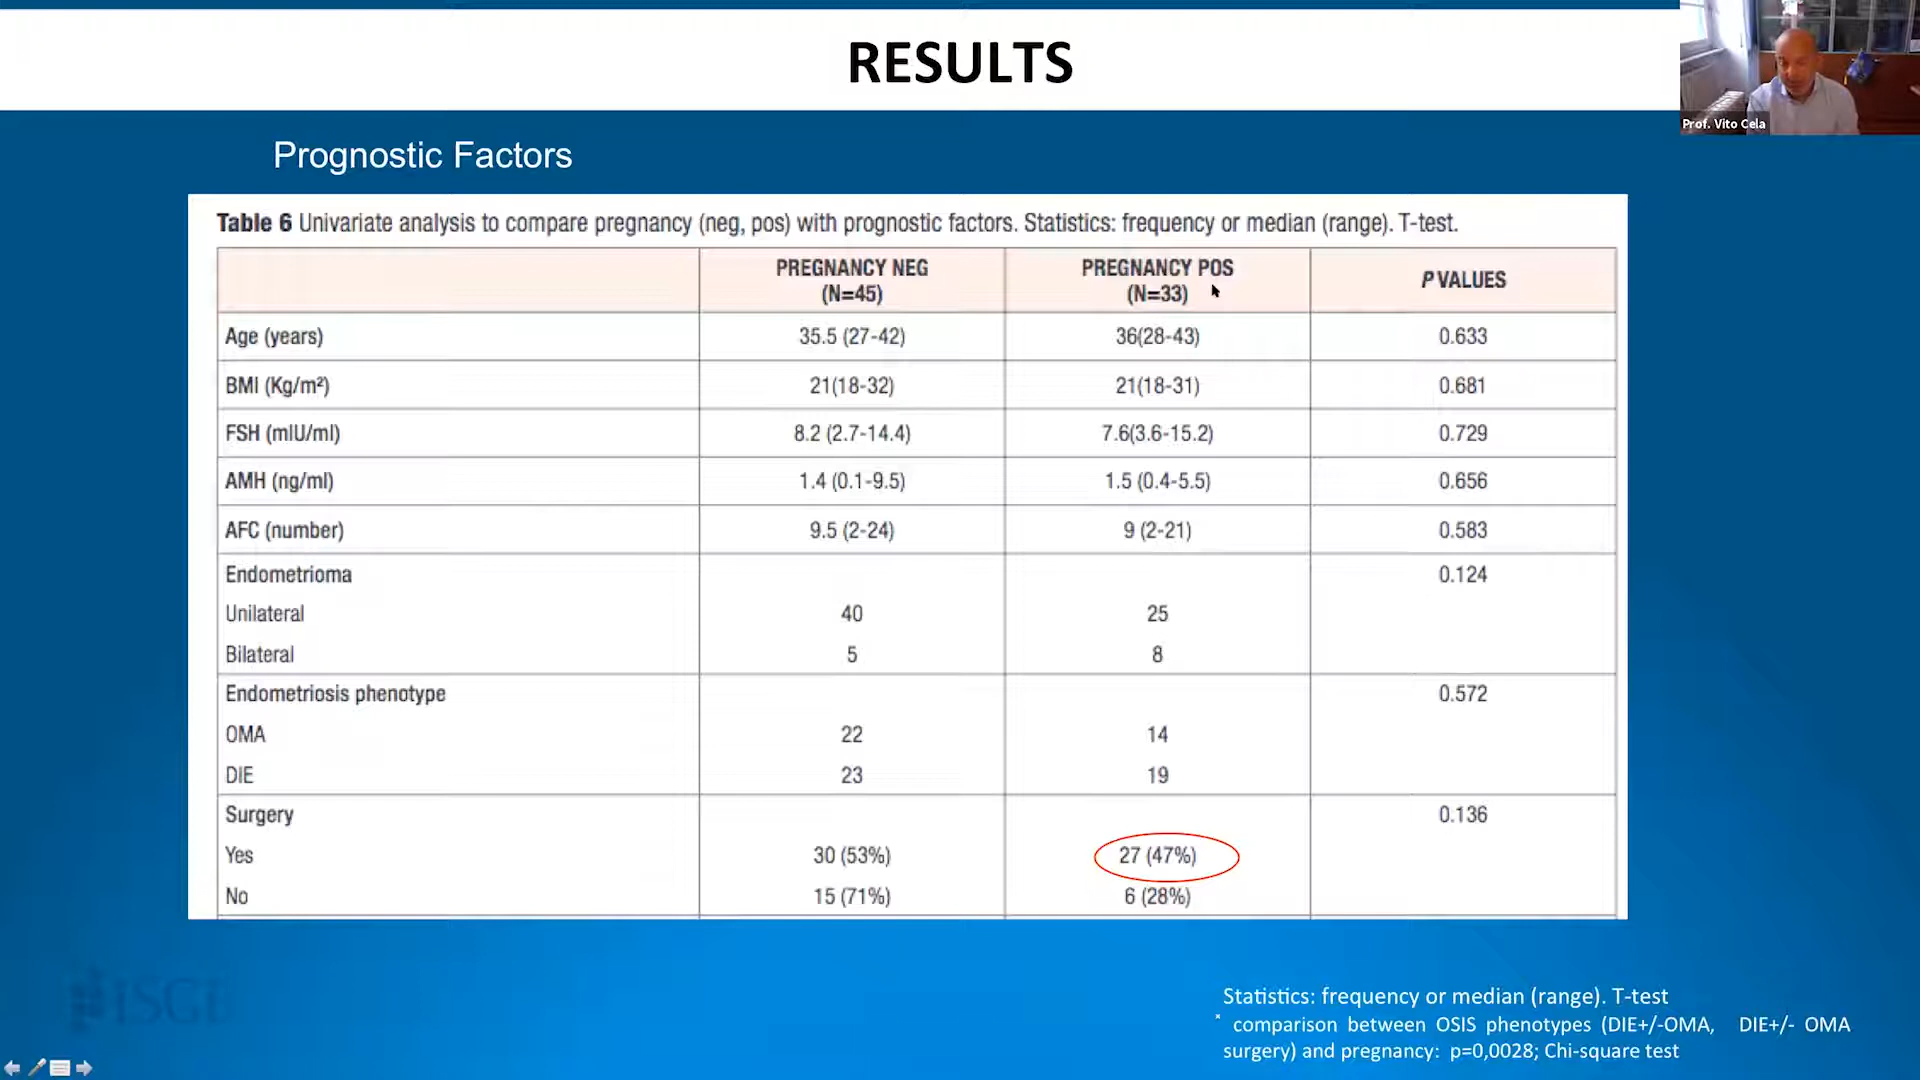 RESULTS
Prof. Vito Cela
Prognostic Factors
Table 6 Univariate analysis to compare pregnancy (neg, pos) with prognostic factors. Statistics: frequency or median (range). T-test.
PREGNANCY NEG (N=45) PREGNANCY POS (N=33) P VALUES
Age (years) 35.5 (27-42) 36(28-43) 0.633
BMI (Kg/m²) 21(18-32) 21(18-31) 0.681
FSH (mIU/ml) 8.2 (2.7-14.4) 7.6(3.6-15.2) 0.729
AMH (ng/ml) 1.4 (0.1-9.5) 1.5 (0.4-5.5) 0.656
AFC (number) 9.5 (2-24) 9 (2-21) 0.583
Endometrioma 0.124
Unilateral 40 25
Bilateral 5 8
Endometriosis phenotype 0.572
OMA 22 14
DIE 23 19
Surgery 0.136
Yes 30 (53%) 27 (47%)
No 15 (71%) 6 (28%)
Statistics: frequency or median (range). T-test
* comparison between OSIS phenotypes (DIE+/-OMA, DIE+/- OMA
surgery) and pregnancy: p=0,0028; Chi-square test